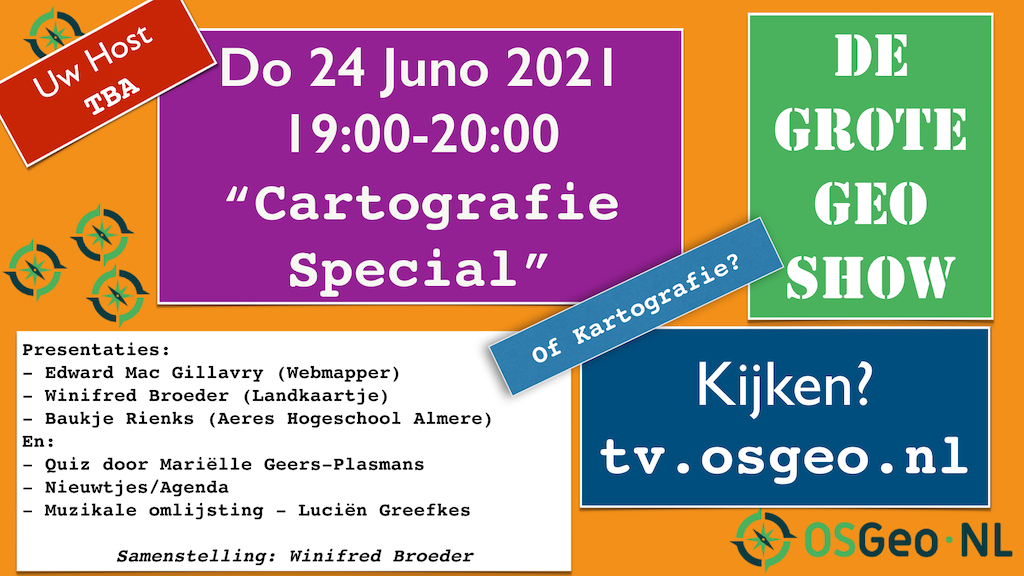 Uw Host
TBA
Do 24 Juno 2021
19:00-20:00
“Cartografie
Special”
DE
GROTE
GEO
SHOW
Of Kartografie?
Presentaties:
- Edward Mac Gillavry (Webmapper)
- Winifred Broeder (Landkaartje)
- Baukje Rienks (Aeres Hogeschool Almere)
En:
- Quiz door Mariëlle Geers-Plasmans
- Nieuwtjes/Agenda
- Muzikale omlijsting - Luciën Greefkes
Samenstelling: Winifred Broeder
Kijken?
tv.osgeo.nl
OSGeo·NL